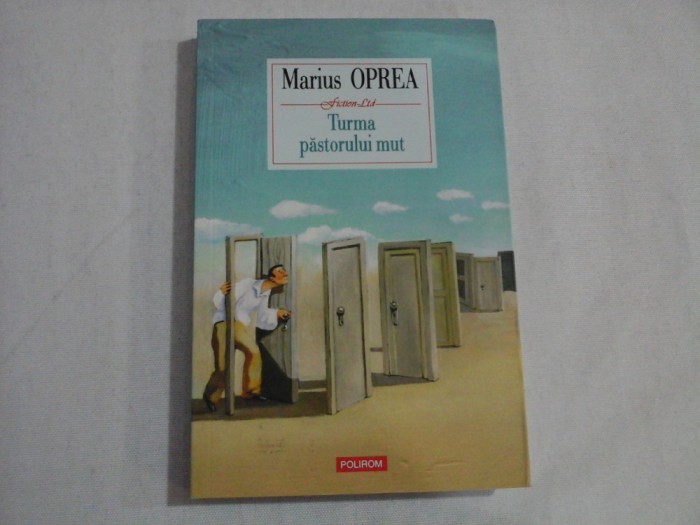 Marius OPREA
Fiction Ltd
Turma
păstorului mut
POLIROM